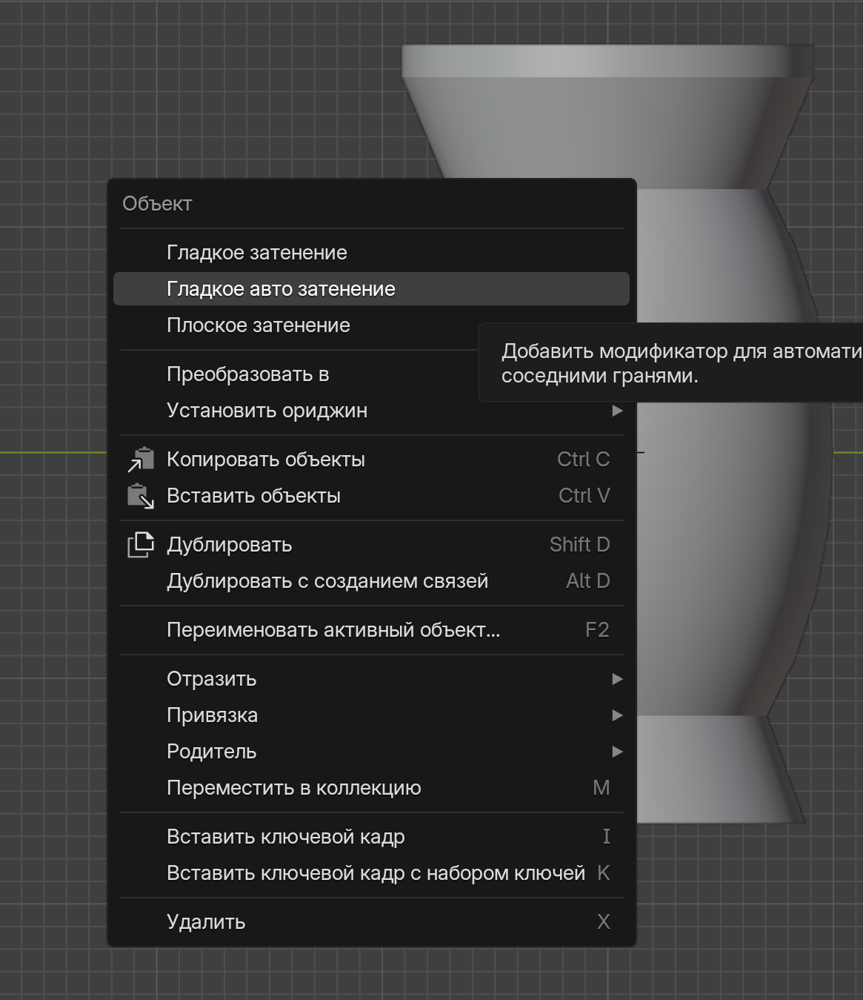 Объект
Гладкое затенение
Гладкое авто затенение
Плоское затенение
Добавить модификатор для автомати
соседними гранями.
Преобразовать в
Установить ориджин
Копировать объекты Ctrl C
Вставить объекты Ctrl V
Дублировать Shift D
Дублировать с созданием связей Alt D
Переименовать активный объект... F2
Отразить
Привязка
Родитель
Переместить в коллекцию M
Вставить ключевой кадр I
Вставить ключевой кадр с набором ключей K
Удалить X